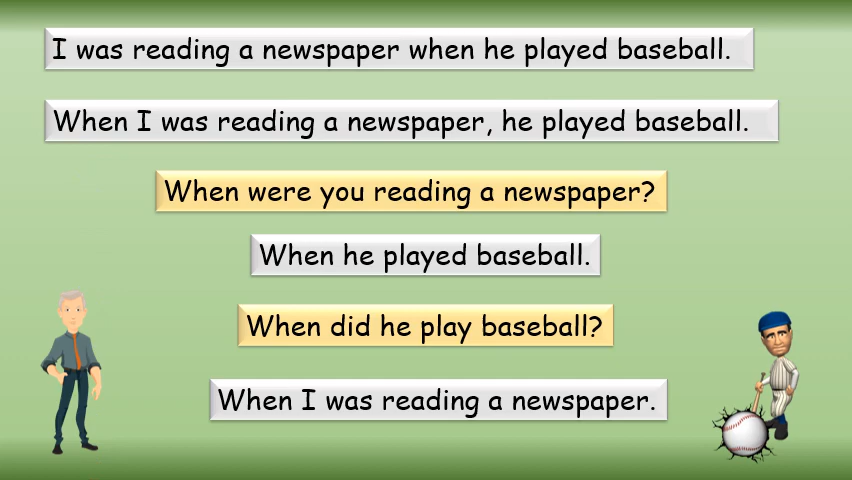 I was reading a newspaper when he played baseball.
When I was reading a newspaper, he played baseball.
When were you reading a newspaper?
When he played baseball.
When did he play baseball?
When I was reading a newspaper.